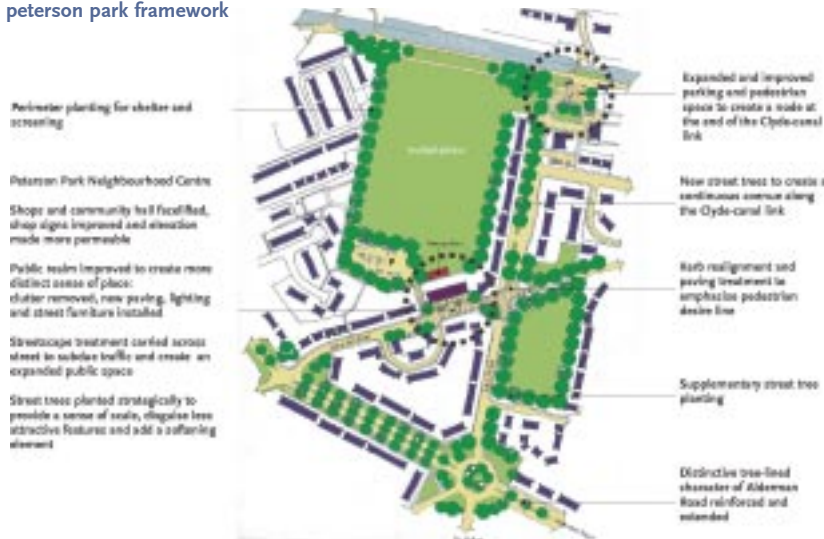 peterson park framework
Perimeter planting for shelter and
screening
Peterson Park Neighbourhood Centre
Shops and community hall facelifted,
shop signs improved and elevation
made more permeable
Public realm improved to create more
distinct sense of place:
clutter removed, new paving, lighting
and street furniture installed
Streetscape treatment carried across
street to subdue traffic and create an
expanded public space
Street trees planted strategically to
provide a sense of scale, disguise less
attractive features and add a softening
element
Expanded and improved
parking and pedestrian
space to create a node at
the end of the Clyde-canal
link
New street trees to create a
continuous avenue along
the Clyde-canal link
Kerb realignment and
paving treatment to
emphasise pedestrian
desire line
Supplementary street tree
planting
Distinctive tree-lined
character of Alderman
Road reinforced and
extended